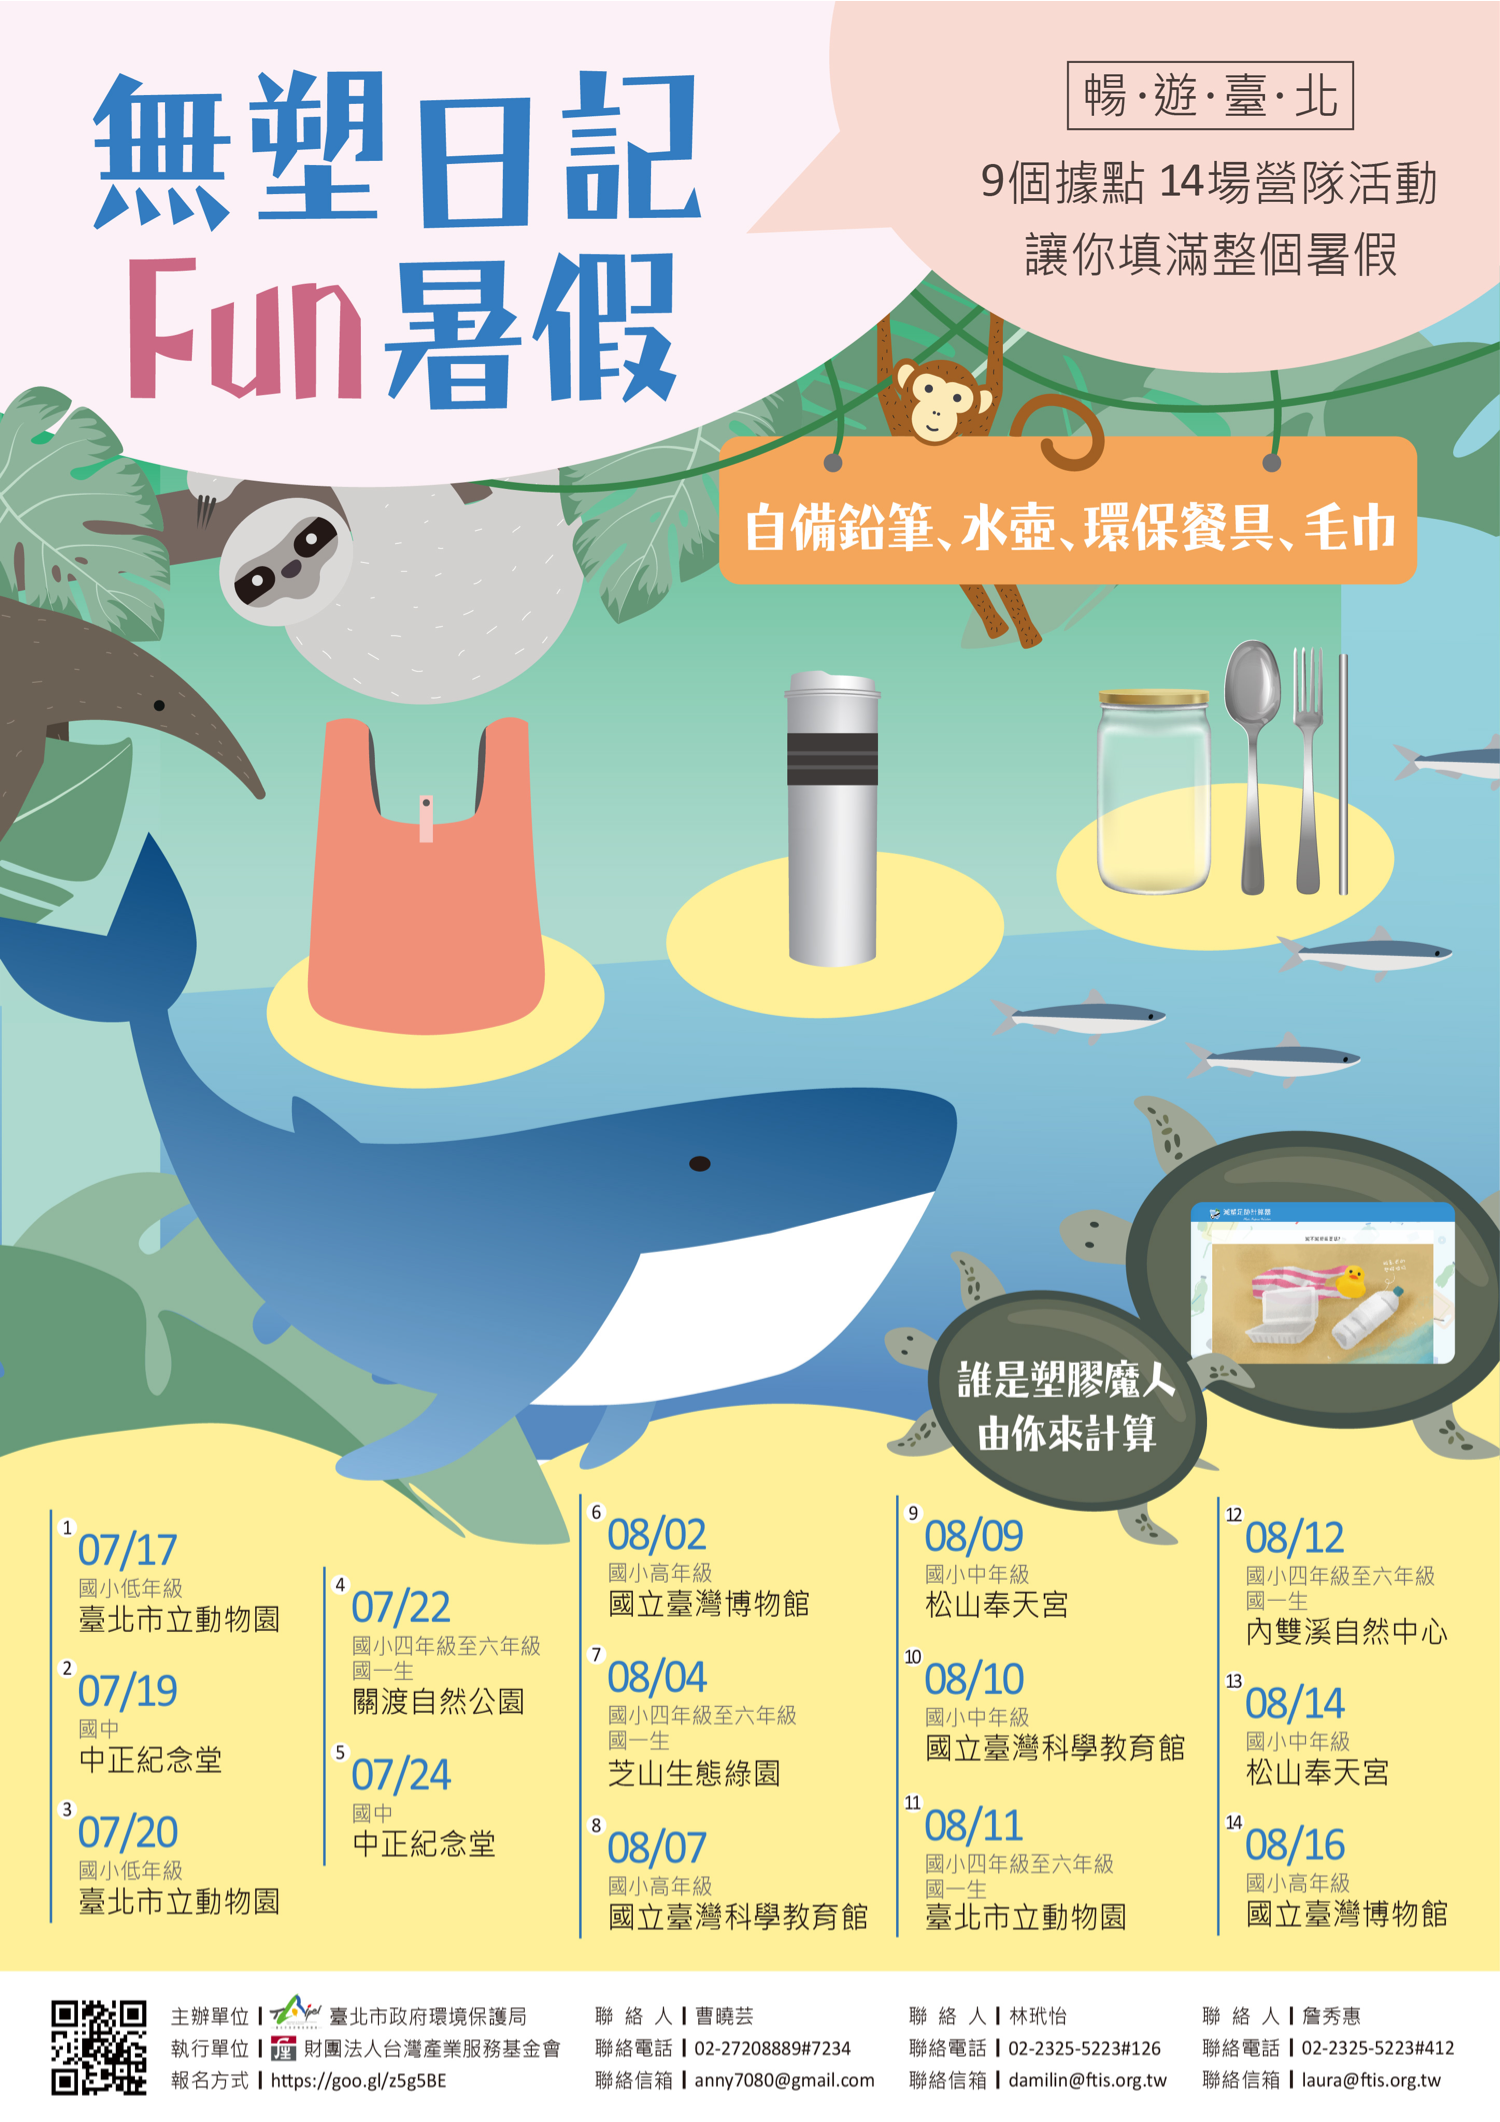 無塑日記
Fun暑假
暢·遊·臺·北
9個據點 14場營隊活動
讓你填滿整個暑假
自備鉛筆、水壺、環保餐具、毛巾
誰是塑膠魔人
由你來計算
1
07/17
國小低年級
臺北市立動物園
2
07/19
國中
中正紀念堂
3
07/20
國小低年級
臺北市立動物園
4
07/22
國小四年級至六年級
國一生
關渡自然公園
5
07/24
國中
中正紀念堂
6
08/02
國小高年級
國立臺灣博物館
7
08/04
國小四年級至六年級
國一生
芝山生態綠園
8
08/07
國小高年級
國立臺灣科學教育館
9
08/09
國小中年級
松山奉天宮
10
08/10
國小中年級
國立臺灣科學教育館
11
08/11
國小四年級至六年級
國一生
臺北市立動物園
12
08/12
國小四年級至六年級
國一生
內雙溪自然中心
13
08/14
國小中年級
松山奉天宮
14
08/16
國小高年級
國立臺灣博物館
主辦單位 | TAIpei 臺北市政府環境保護局
執行單位 | 財團法人台灣產業服務基金會
報名方式 | https://goo.gl/z5g5BE
聯 絡 人 | 曹曉芸
聯絡電話 | 02-27208889#7234
聯絡信箱 | anny7080@gmail.com
聯 絡 人 | 林玳怡
聯絡電話 | 02-2325-5223#126
聯絡信箱 | damilin@ftis.org.tw
聯 絡 人 | 詹秀惠
聯絡電話 | 02-2325-5223#412
聯絡信箱 | laura@ftis.org.tw